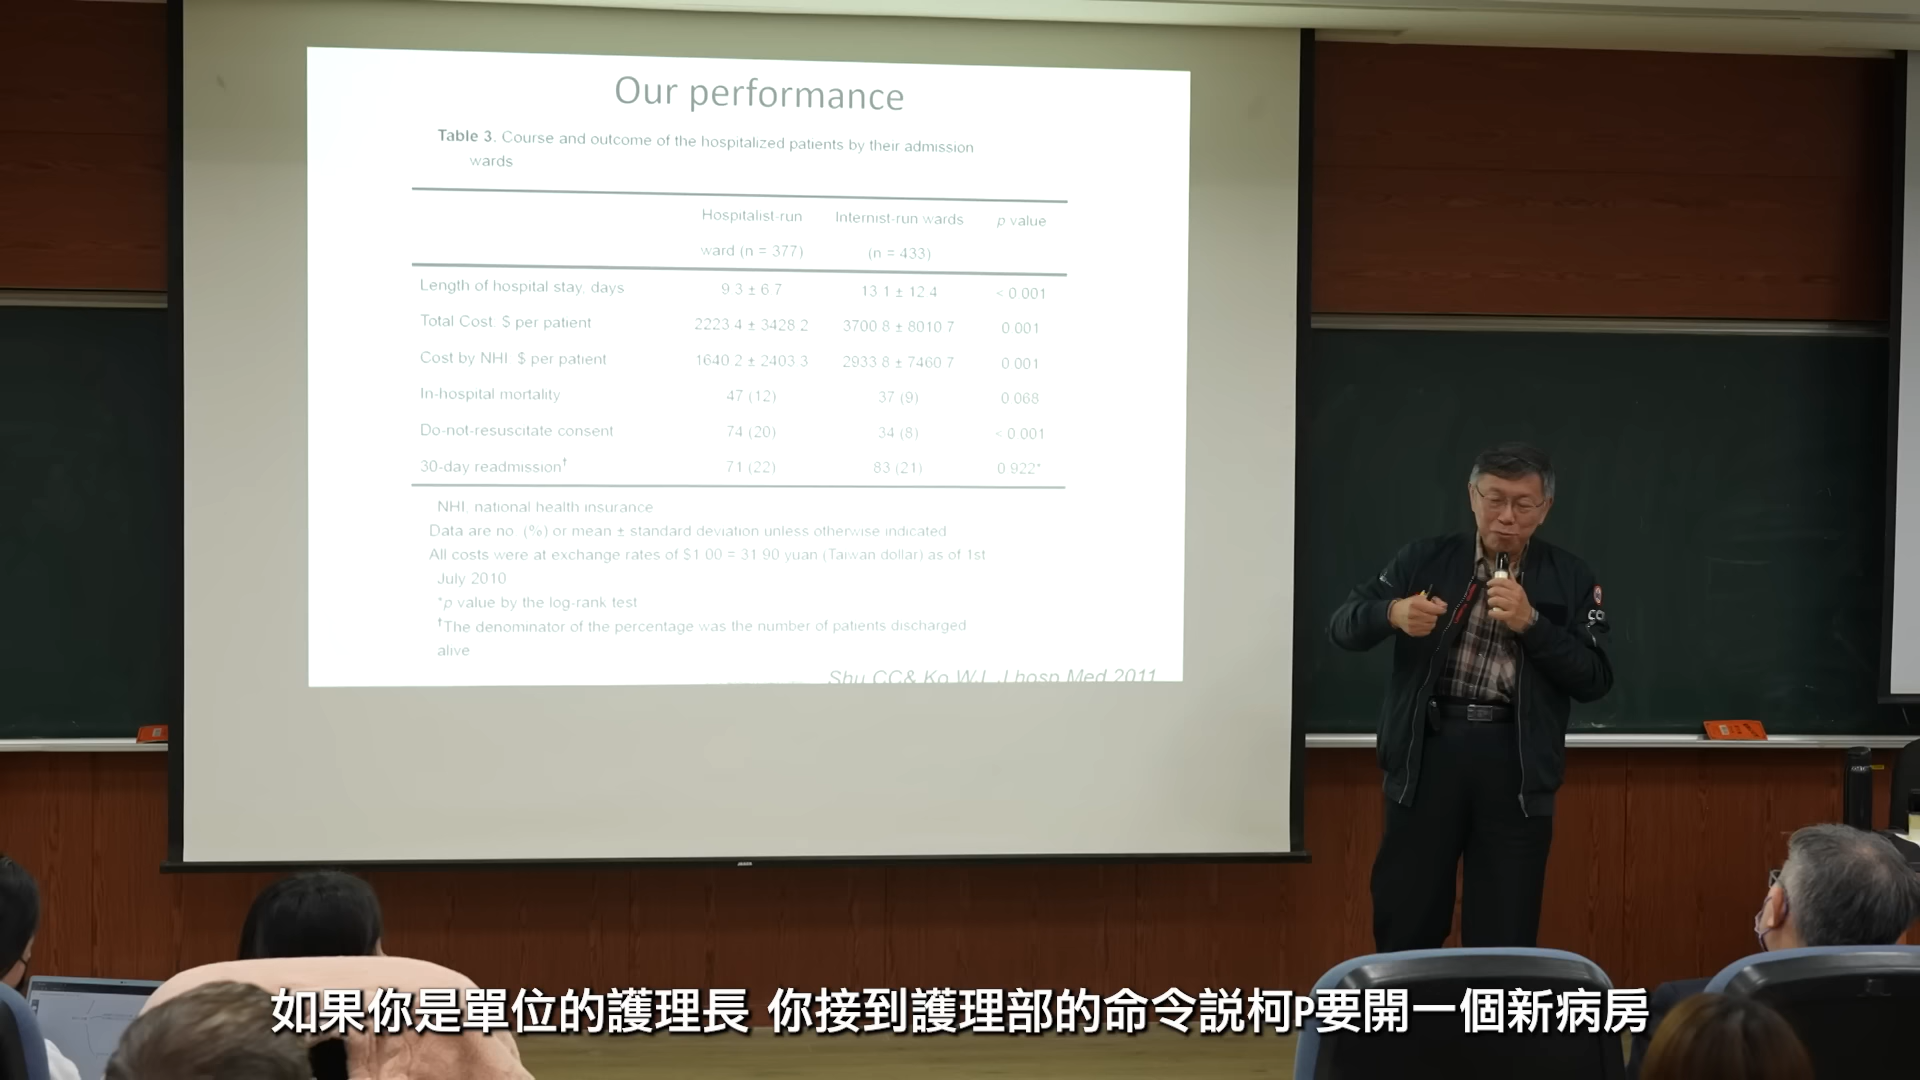 Our performance
Table 3. Course and outcome of the hospitalized patients by their admission
wards
Hospitalist-run Internist-run wards p value
ward (n = 377) (n = 433)
Length of hospital stay, days 9.3 ± 6.7 13.1 ± 12.4 < 0.001
Total Cost, $ per patient 2223.4 ± 3428.2 3700.8 ± 8010.7 0.001
Cost by NHI, $ per patient 1640.2 ± 2403.3 2933.8 ± 7460.7 0.001
In-hospital mortality 47 (12) 37 (9) 0.068
Do-not-resuscitate consent 74 (20) 34 (8) < 0.001
30-day readmission† 71 (22) 83 (21) 0.922*
NHI, national health insurance
Data are no. (%) or mean ± standard deviation unless otherwise indicated
All costs were at exchange rates of $1.00 = 31.90 yuan (Taiwan dollar) as of 1st
July 2010
*p value by the log-rank test
†The denominator of the percentage was the number of patients discharged
alive
Shu CC& Ko WJ, J hosp Med 2011
如果你是單位的護理長 你接到護理部的命令説柯P要開一個新病房